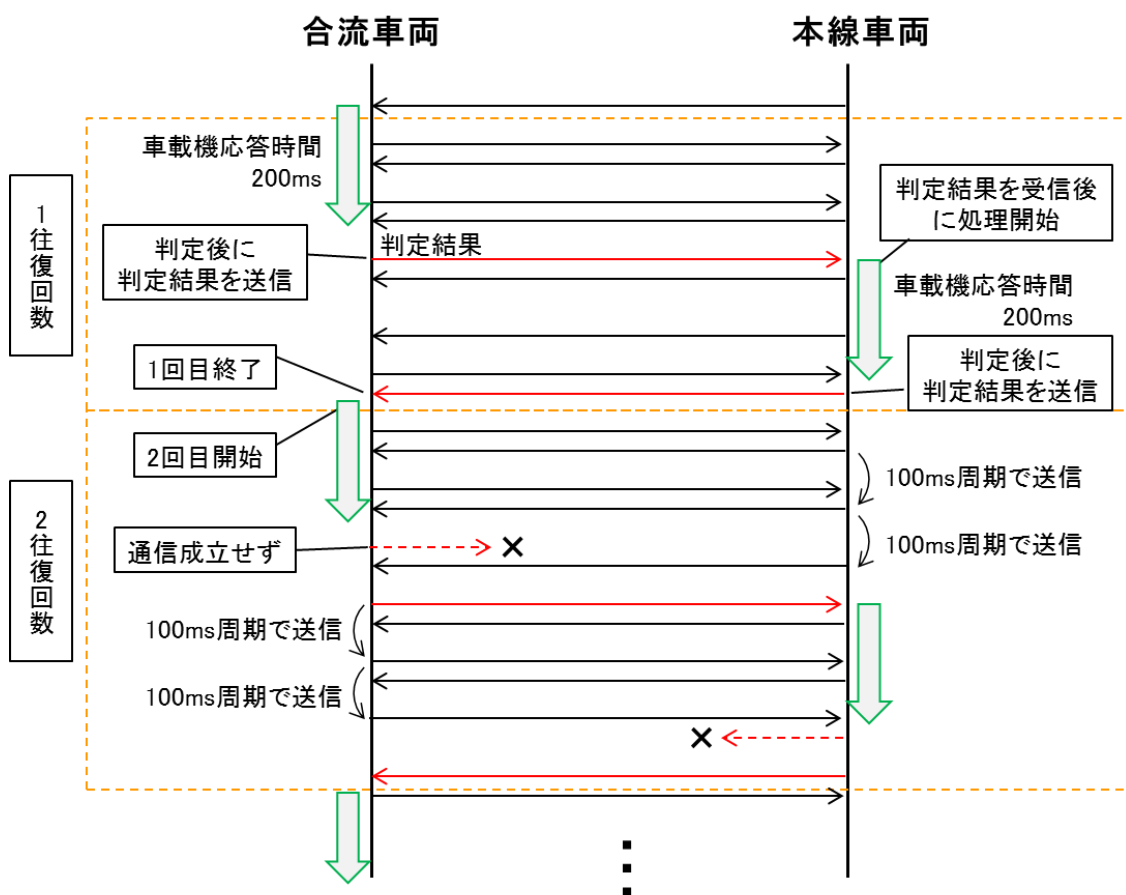 合流車両
本線車両
車載機応答時間
200ms
判定結果を受信後
に処理開始
1往復回数
判定後に
判定結果を送信
判定結果
車載機応答時間
200ms
1回目終了
判定後に
判定結果を送信
2回目開始
100ms周期で送信
2往復回数
通信成立せず
100ms周期で送信
100ms周期で送信
100ms周期で送信